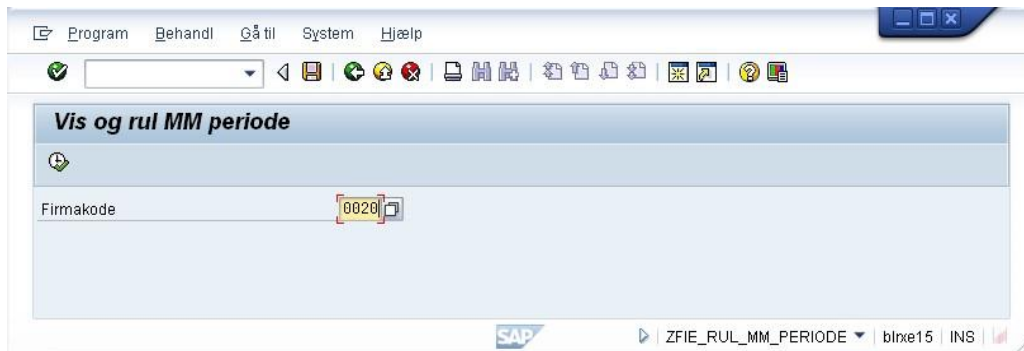 Program Behandl Gå til System Hjælp
Vis og rul MM periode
Firmakode 0020
SAP ZFIE_RUL_MM_PERIODE blrxe15 INS